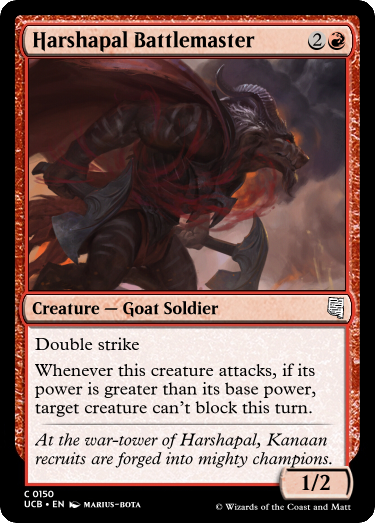 Harshapal Battlemaster 2
Creature — Goat Soldier
Double strike
Whenever this creature attacks, if its
power is greater than its base power,
target creature can't block this turn.
At the war-tower of Harshapal, Kanaan
recruits are forged into mighty champions.
1/2
C 0150
UCB • EN MARIUS-BOTA
© Wizards of the Coast and Matt